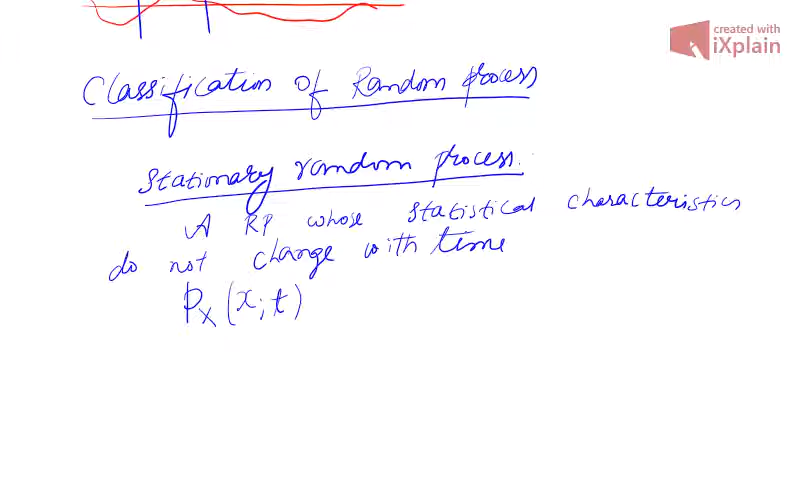 created with
iXplain
Classification of Random process
Stationary random process.
A RP whose statistical characteristics
do not change with time
Px (x; t)